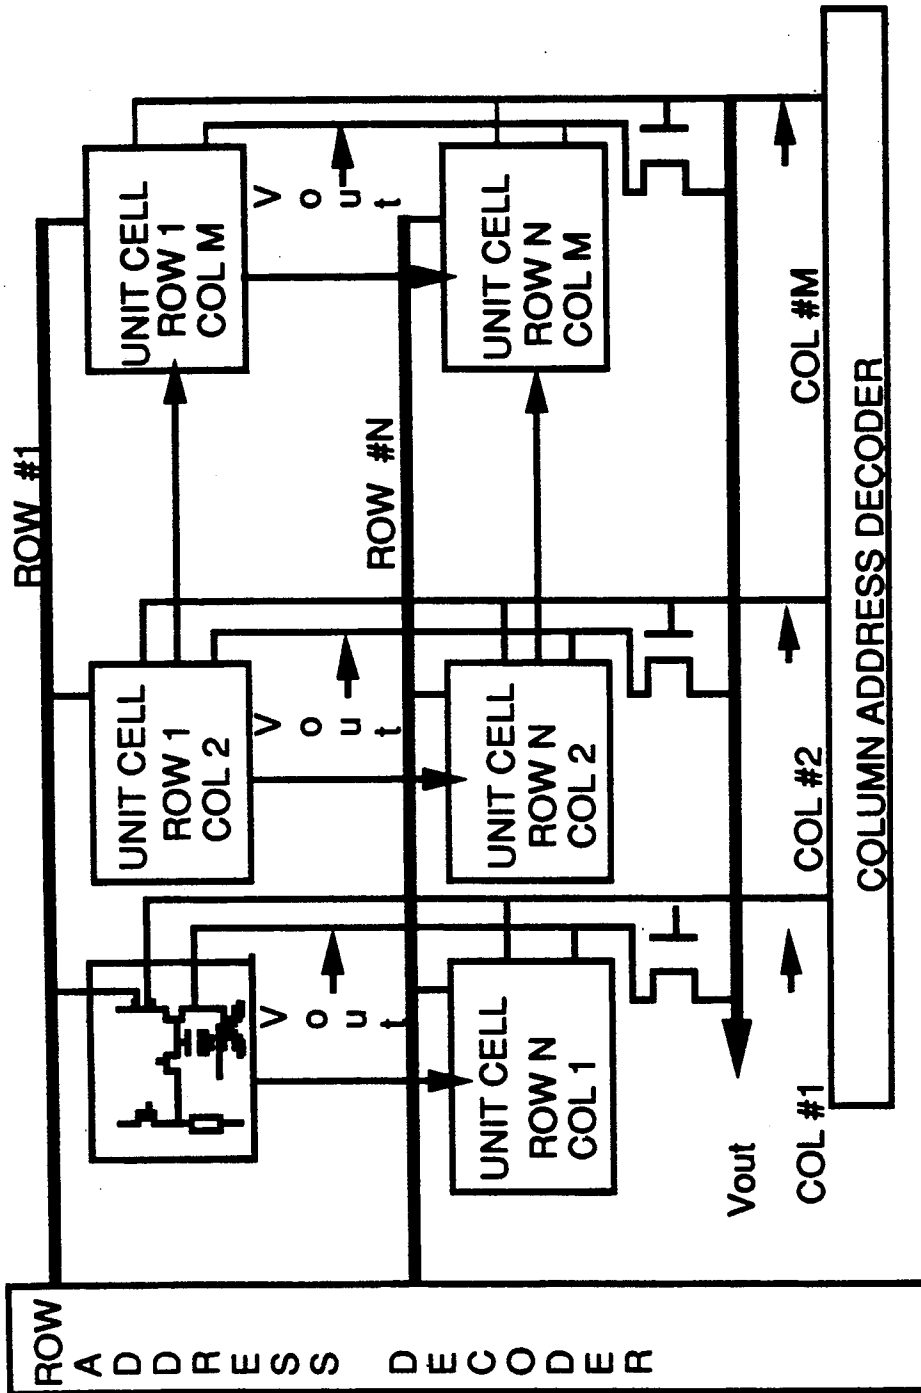 ROW
A
D
D
R
E
S
S
D
E
C
O
D
E
R
ROW #1
UNIT CELL
ROW 1
COL 2
UNIT CELL
ROW 1
COL M
V
o
u
t
V
o
u
t
V
o
u
t
ROW #N
UNIT CELL
ROW N
COL 1
UNIT CELL
ROW N
COL 2
UNIT CELL
ROW N
COL M
Vout
COL #1
COL #2
COL #M
COLUMN ADDRESS DECODER